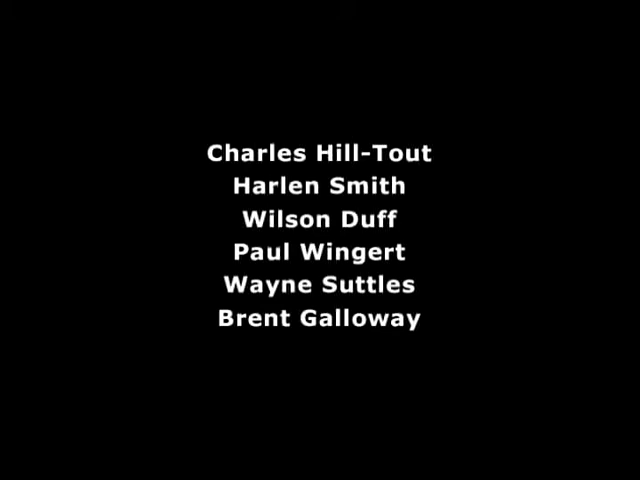 Charles Hill-Tout
Harlen Smith
Wilson Duff
Paul Wingert
Wayne Suttles
Brent Galloway